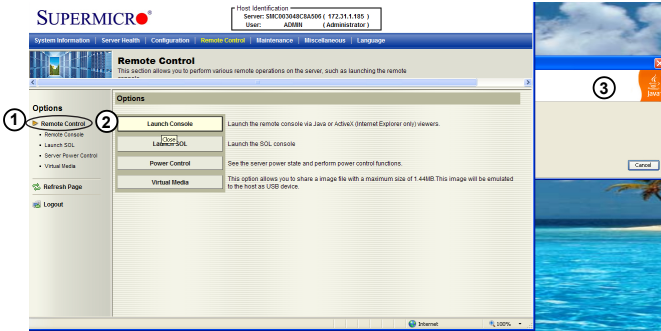 SUPERMICRO®
Host Identification
Server: SMC003048C8A506 ( 172.31.1.185 )
User: ADMIN ( Administrator )
System Information | Server Health | Configuration | Remote Control | Maintenance | Miscellaneous | Language
Remote Control
This section allows you to perform various remote operations on the server, such as launching the remote
Options
Options
1
Remote Control
2
Launch Console
Launch the remote console via Java or ActiveX (Internet Explorer only) viewers.
Remote Console
Close
Launch SOL
Launch SOL
Launch the SOL console
Server Power Control
Power Control
See the server power state and perform power control functions.
Virtual Media
Virtual Media
This option allows you to share a image file with a maximum size of 1.44MB.This image will be emulated
to the host as USB device.
Refresh Page
Logout
3
Java
Cancel
Internet
100%